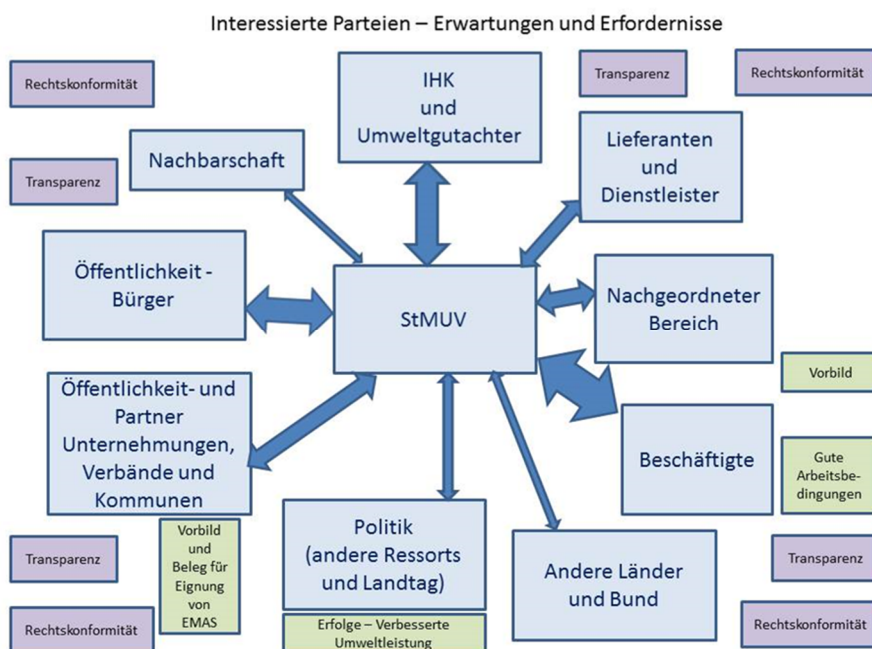 Interessierte Parteien – Erwartungen und Erfordernisse
Rechtskonformität
IHK
und
Umweltgutachter
Transparenz
Rechtskonformität
Nachbarschaft
Transparenz
Lieferanten
und
Dienstleister
Öffentlichkeit -
Bürger
StMUV
Nachgeordneter
Bereich
Vorbild
Öffentlichkeit- und
Partner
Unternehmungen,
Verbände und
Kommunen
Beschäftigte
Gute
Arbeitsbe-
dingungen
Transparenz
Vorbild
und
Beleg für
Eignung
von
EMAS
Politik
(andere Ressorts
und Landtag)
Andere Länder
und Bund
Transparenz
Rechtskonformität
Erfolge – Verbesserte
Umweltleistung
Rechtskonformität